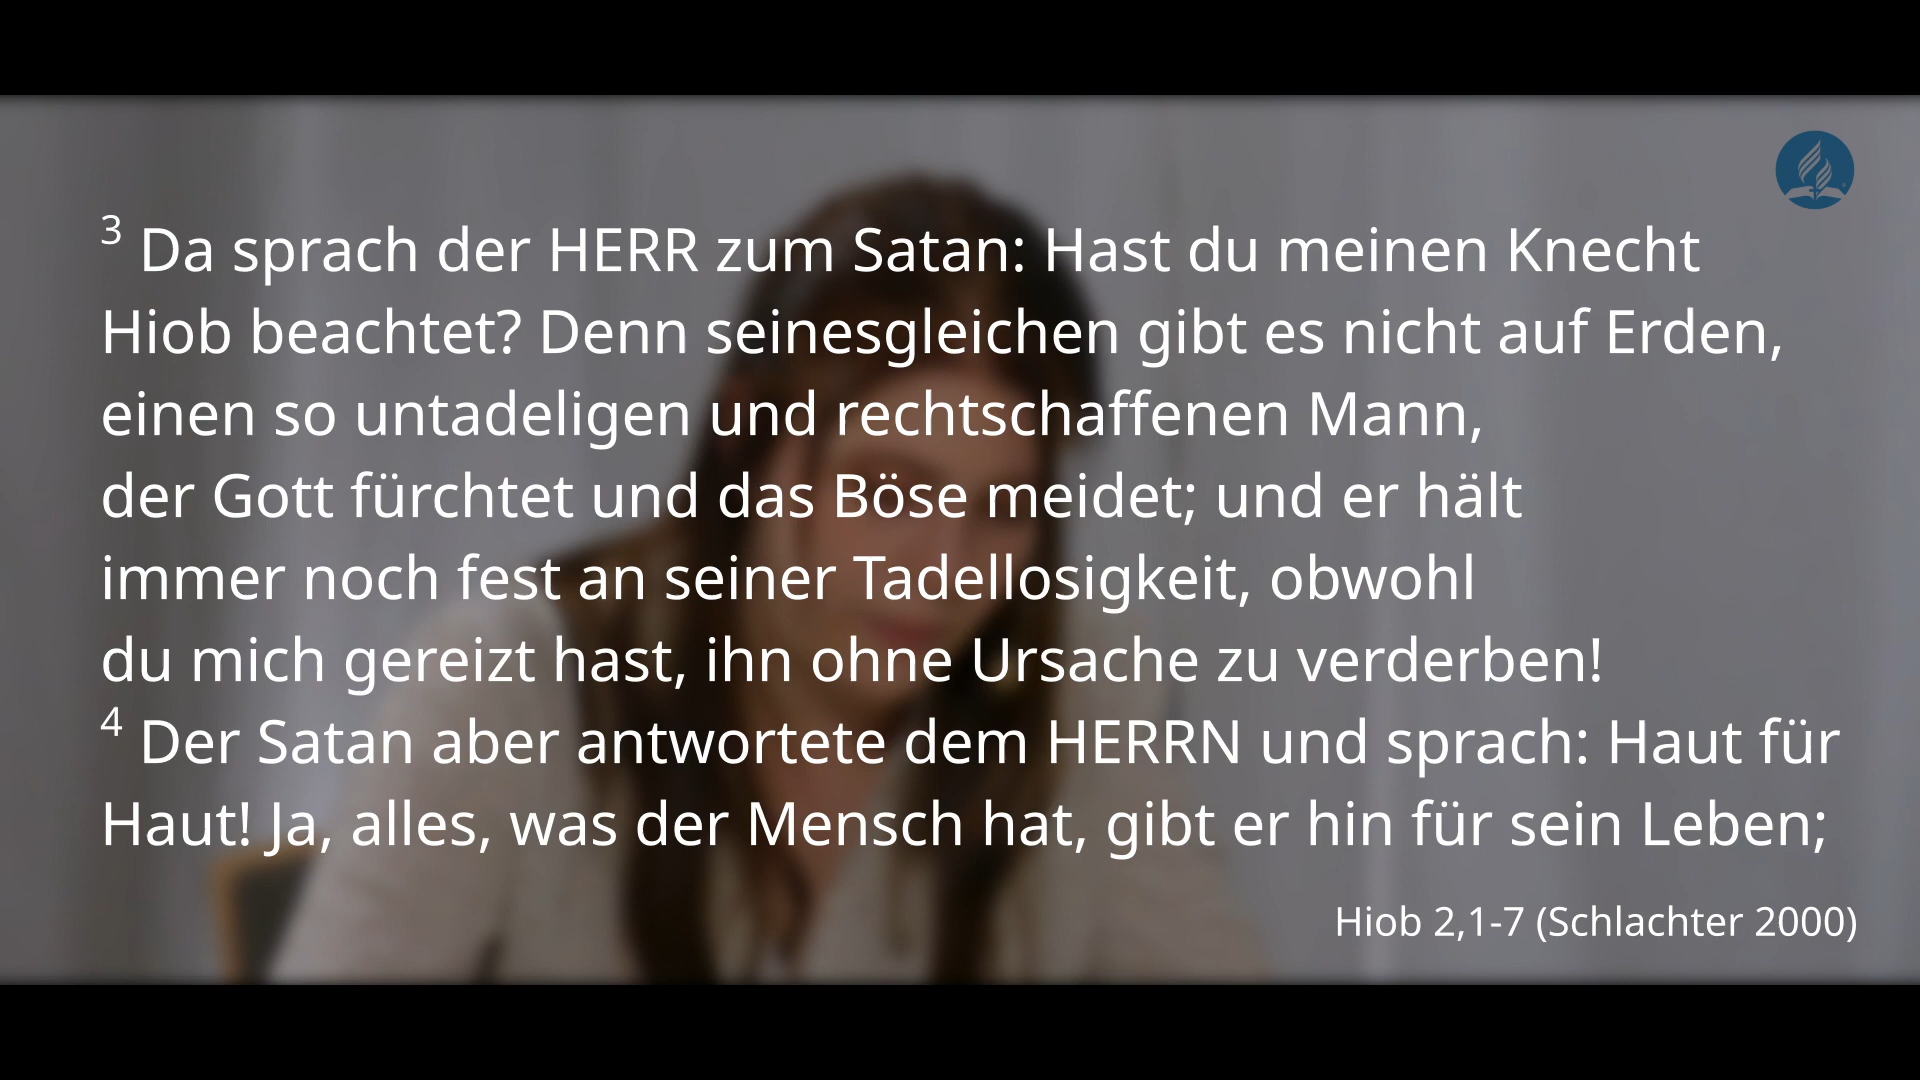 3 Da sprach der HERR zum Satan: Hast du meinen Knecht
Hiob beachtet? Denn seinesgleichen gibt es nicht auf Erden,
einen so untadeligen und rechtschaffenen Mann,
der Gott fürchtet und das Böse meidet; und er hält
immer noch fest an seiner Tadellosigkeit, obwohl
du mich gereizt hast, ihn ohne Ursache zu verderben!
4 Der Satan aber antwortete dem HERRN und sprach: Haut für
Haut! Ja, alles, was der Mensch hat, gibt er hin für sein Leben;
Hiob 2,1-7 (Schlachter 2000)